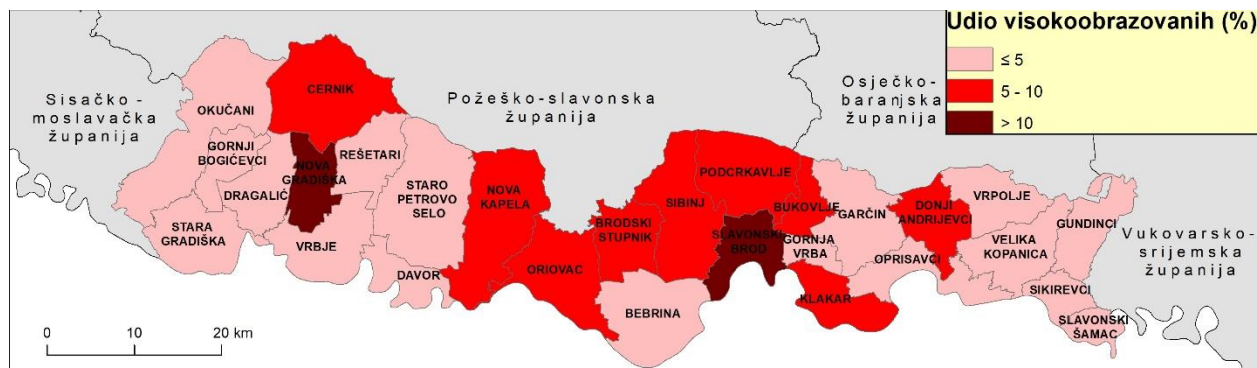 Udio visokoobrazovanih (%)
≤ 5
5 - 10
> 10
Sisačko -
moslavačka
županija
Požeško-slavonska
županija
Osječko-
baranjska
županija
Vukovarsko-
srijemska
županija
OKUČANI
CERNIK
GORNJI
BOGIĆEVCI
NOVA
GRADIŠKA
REŠETARI
DRAGALIĆ
STARA
GRADIŠKA
VRBJE
STARO
PETROVO
SELO
DAVOR
NOVA
KAPELA
ORIOVAC
BRODSKI
STUPNIK
SIBINJ
BEBRINA
PODCRKAVLJE
SLAVONSKI
BROD
BUKOVLJE
GORNJA
VRBA
GARČIN
KLAKAR
OPRISAVCI
DONJI
ANDRIJEVCI
VRPOLJE
VELIKA
KOPANICA
GUNDINCI
SIKIREVCI
SLAVONSKI
ŠAMAC
0 10 20 km